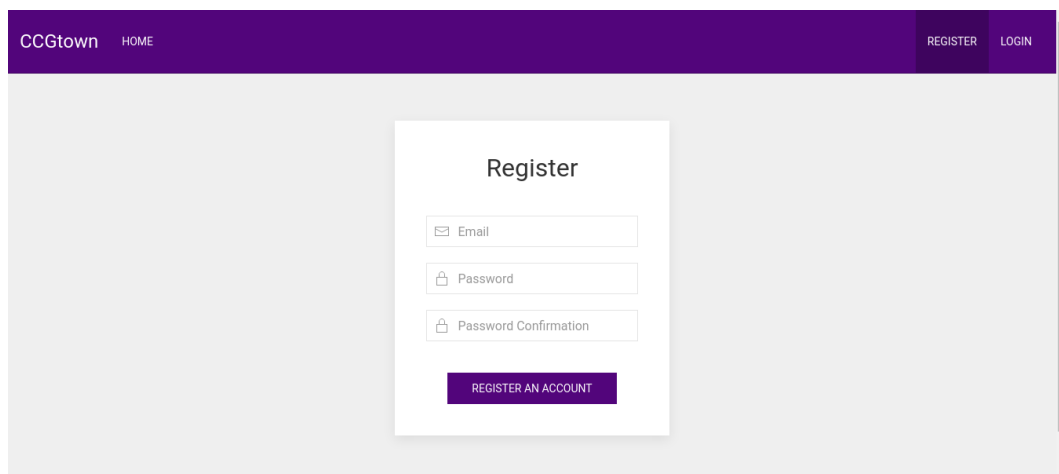 CCGtown HOME REGISTER LOGIN
Register
Email
Password
Password Confirmation
REGISTER AN ACCOUNT